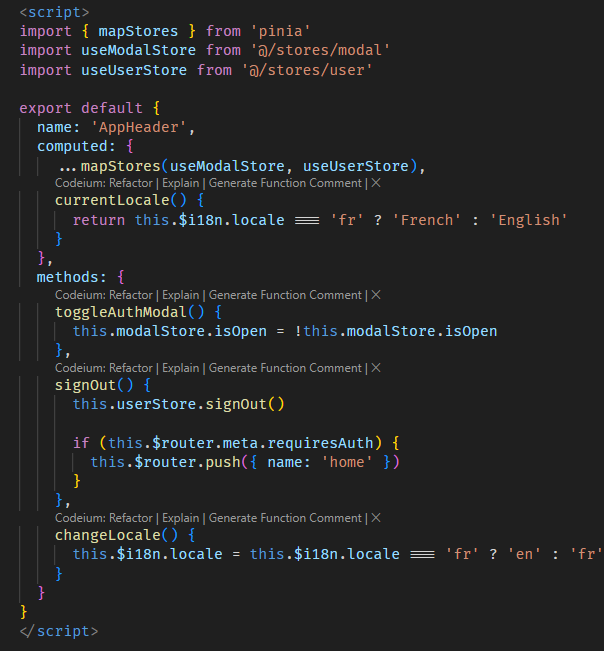 <script>
import { mapStores } from 'pinia'
import useModalStore from '@/stores/modal'
import useUserStore from '@/stores/user'
export default {
name: 'AppHeader',
computed: {
...mapStores(useModalStore, useUserStore),
Codeium: Refactor | Explain | Generate Function Comment | ×
currentLocale() {
return this.$i18n.locale === 'fr' ? 'French' : 'English'
}
},
methods: {
Codeium: Refactor | Explain | Generate Function Comment | ×
toggleAuthModal() {
this.modalStore.isOpen = !this.modalStore.isOpen
},
Codeium: Refactor | Explain | Generate Function Comment | ×
signOut() {
this.userStore.signOut()
if (this.$router.meta.requiresAuth) {
this.$router.push({ name: 'home' })
}
},
Codeium: Refactor | Explain | Generate Function Comment | ×
changeLocale() {
this.$i18n.locale = this.$i18n.locale === 'fr' ? 'en' : 'fr'
}
}
}
</script>